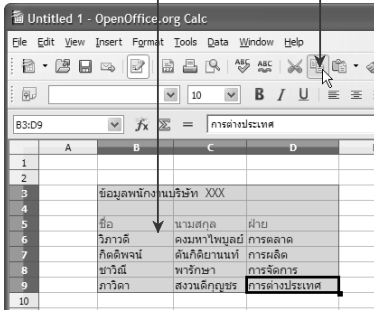 Untitled 1 - OpenOffice.org Calc
File Edit View Insert Format Tools Data Window Help
ABC ABC
10 B I U
B3:D9 fx Σ = การต่างประเทศ
A B C D
1
2
3 ข้อมูลพนักงานบริษัท XXX
4
5 ชื่อ นามสกุล ฝ่าย
6 วิภาวดี คงมหาไพบูลย์ การตลาด
7 กิตติพจน์ ตันกิติยานนท์ การผลิต
8 ชาวิณี พารักษา การจัดการ
9 ภาวิดา สงวนดีกุญชร การต่างประเทศ
10